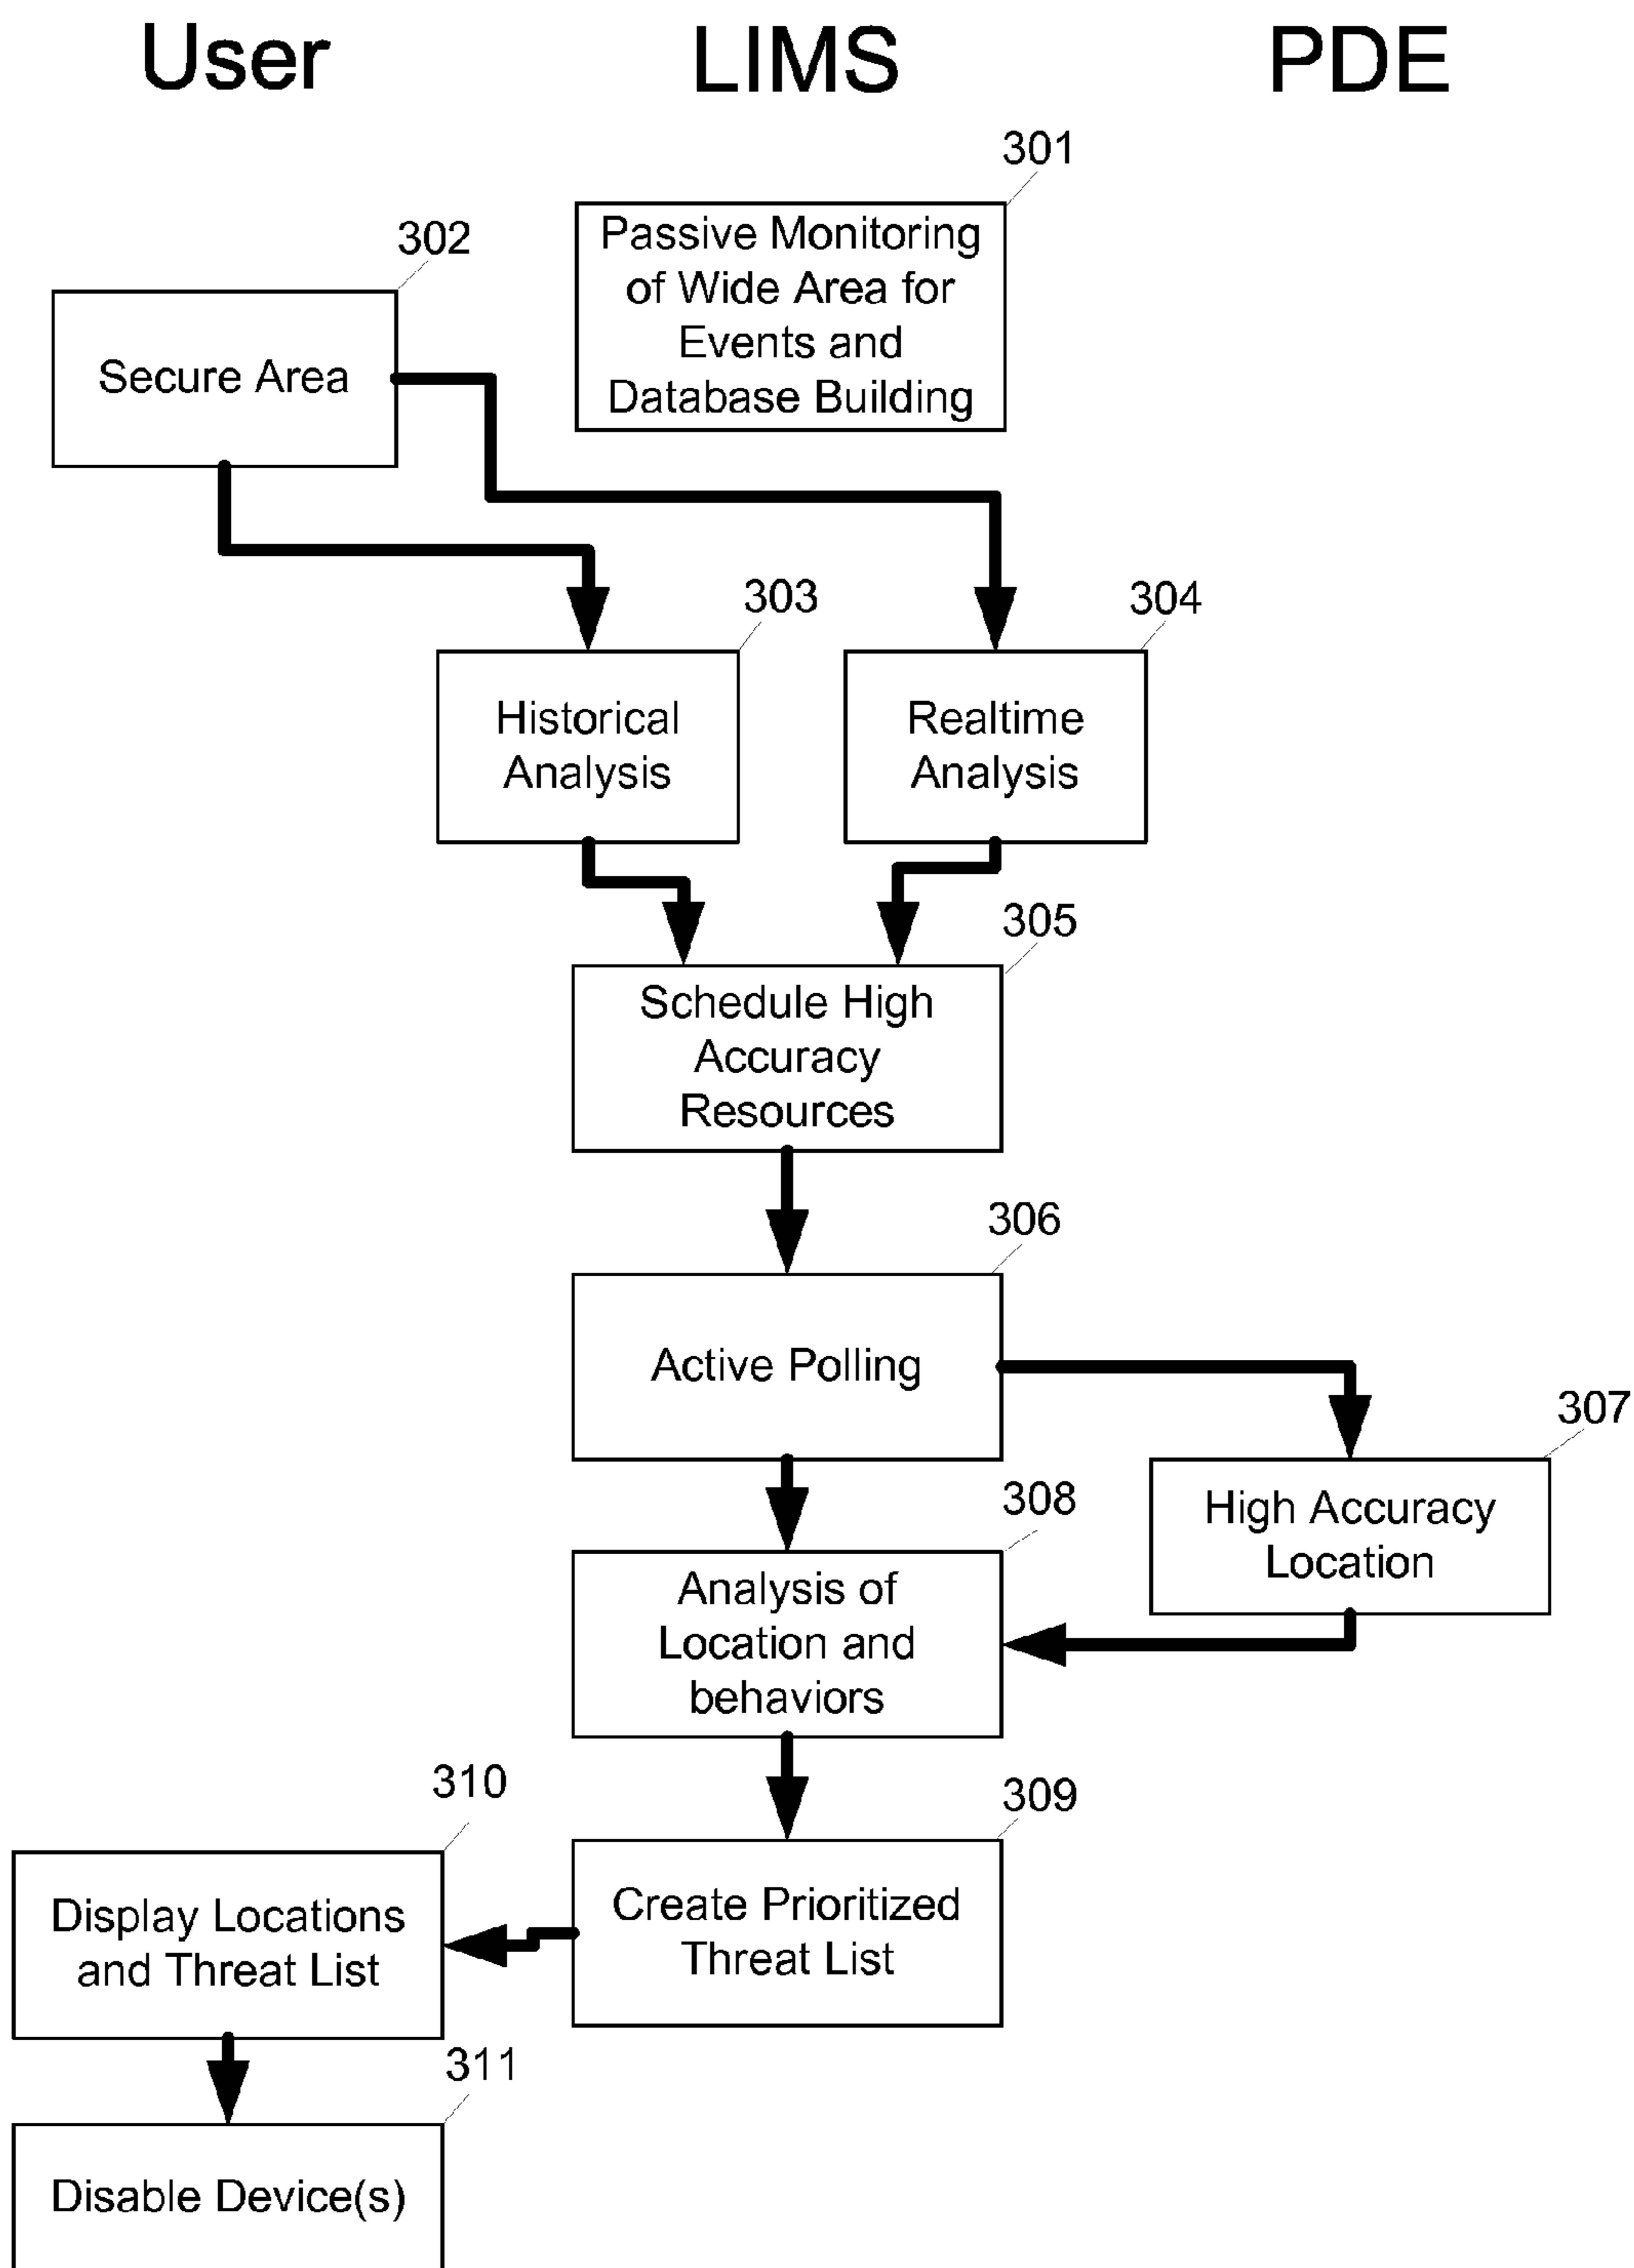 User
LIMS
PDE
301
Passive Monitoring
of Wide Area for
Events and
Database Building
302
Secure Area
303
Historical
Analysis
304
Realtime
Analysis
305
Schedule High
Accuracy
Resources
306
Active Polling
307
High Accuracy
Location
308
Analysis of
Location and
behaviors
309
Create Prioritized
Threat List
310
Display Locations
and Threat List
311
Disable Device(s)